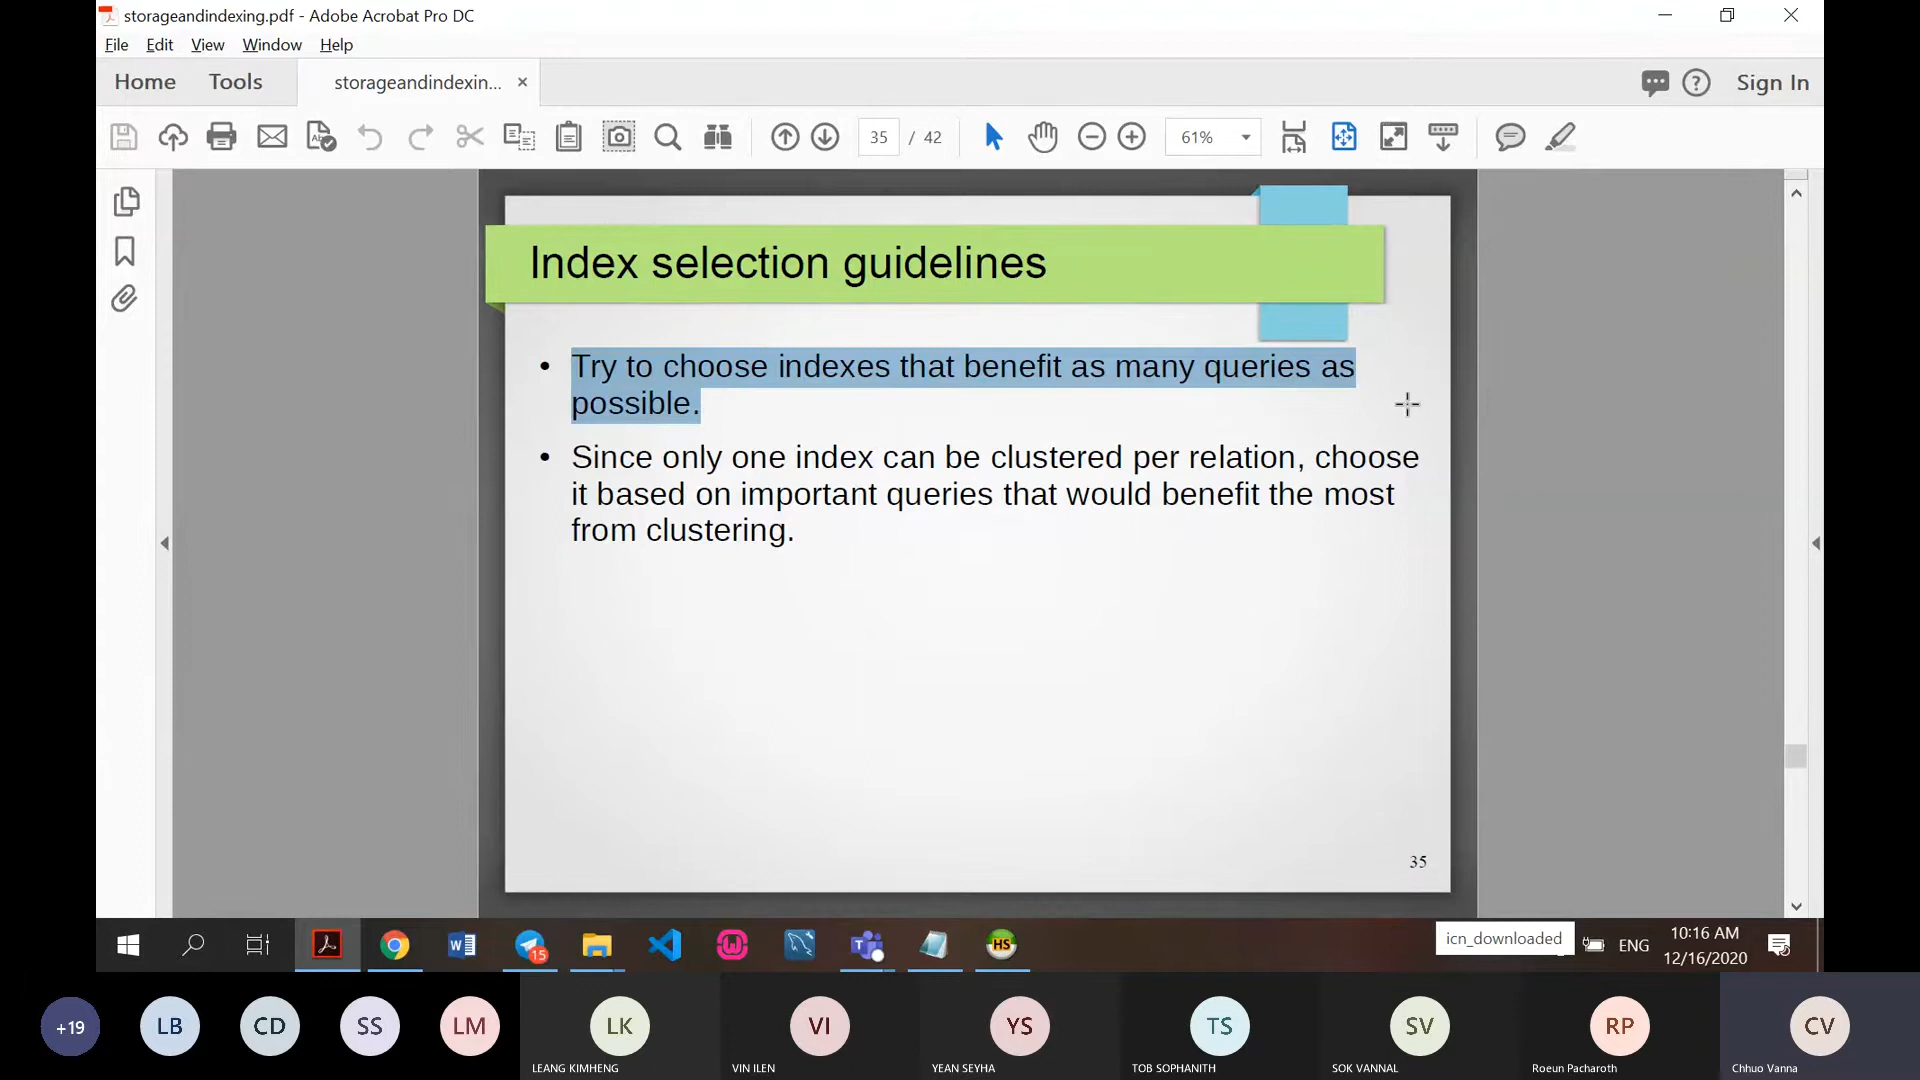 storageandindexing.pdf - Adobe Acrobat Pro DC
File Edit View Window Help
Home Tools storageandindexin... × Sign In
35 / 42 61%
Index selection guidelines
• Try to choose indexes that benefit as many queries as
possible.
• Since only one index can be clustered per relation, choose
it based on important queries that would benefit the most
from clustering.
35
15
HS
icn_downloaded
ENG
10:16 AM
12/16/2020
+19 LB CD SS LM LK VI YS TS SV RP CV
LEANG KIMHENG VIN ILEN YEAN SEYHA TOB SOPHANITH SOK VANNAL Roeun Pacharoth Chhuo Vanna